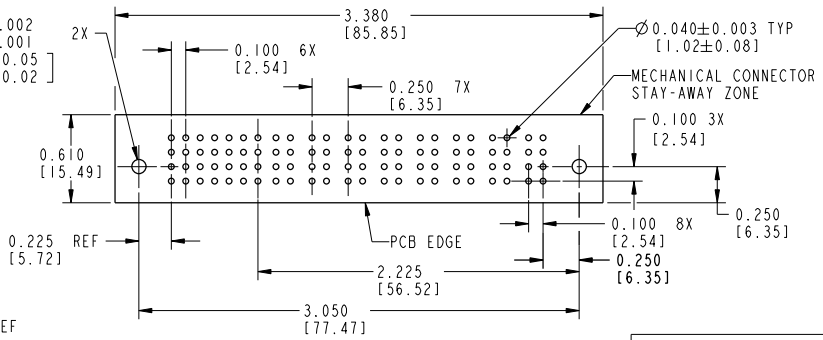 .002
.001
0.05
0.02 ]
2X
3.380
[85.85]
0.100 6X
[2.54]
0.250 7X
[6.35]
Ø 0.040±0.003 TYP
[1.02±0.08]
MECHANICAL CONNECTOR
STAY-AWAY ZONE
0.100 3X
[2.54]
0.610
[15.49]
0.225 REF
[5.72]
PCB EDGE
0.100 8X
[2.54]
0.250
[6.35]
0.250
[6.35]
2.225
[56.52]
3.050
[77.47]
EF